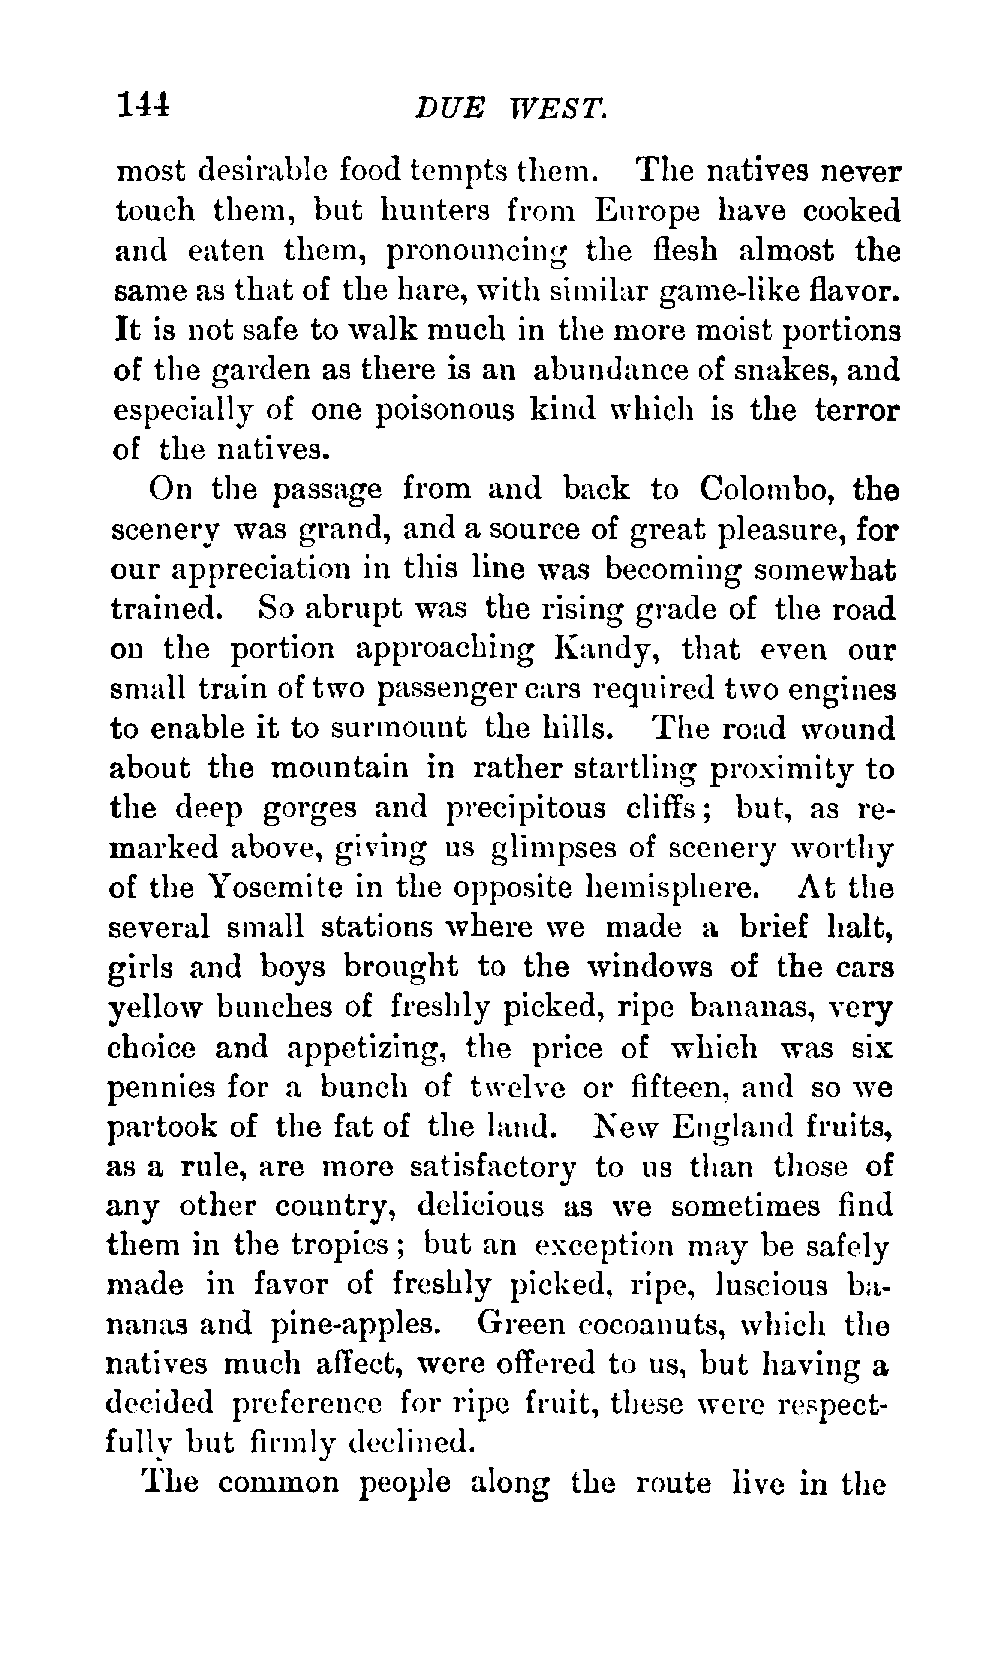 144 DUE WEST.
most desirable food tempts them. The natives never
touch them, but hunters from Europe have cooked
and eaten them, pronouncing the flesh almost the
same as that of the hare, with similar game-like flavor.
It is not safe to walk much in the more moist portions
of the garden as there is an abundance of snakes, and
especially of one poisonous kind which is the terror
of the natives.
On the passage from and back to Colombo, the
scenery was grand, and a source of great pleasure, for
our appreciation in this line was becoming somewhat
trained. So abrupt was the rising grade of the road
on the portion approaching Kandy, that even our
small train of two passenger cars required two engines
to enable it to surmount the hills. The road wound
about the mountain in rather startling proximity to
the deep gorges and precipitous cliffs; but, as re-
marked above, giving us glimpses of scenery worthy
of the Yosemite in the opposite hemisphere. At the
several small stations where we made a brief halt,
girls and boys brought to the windows of the cars
yellow bunches of freshly picked, ripe bananas, very
choice and appetizing, the price of which was six
pennies for a bunch of twelve or fifteen, and so we
partook of the fat of the land. New England fruits,
as a rule, are more satisfactory to us than those of
any other country, delicious as we sometimes find
them in the tropics; but an exception may be safely
made in favor of freshly picked, ripe, luscious ba-
nanas and pine-apples. Green cocoanuts, which the
natives much affect, were offered to us, but having a
decided preference for ripe fruit, these were respect-
fully but firmly declined.
The common people along the route live in the